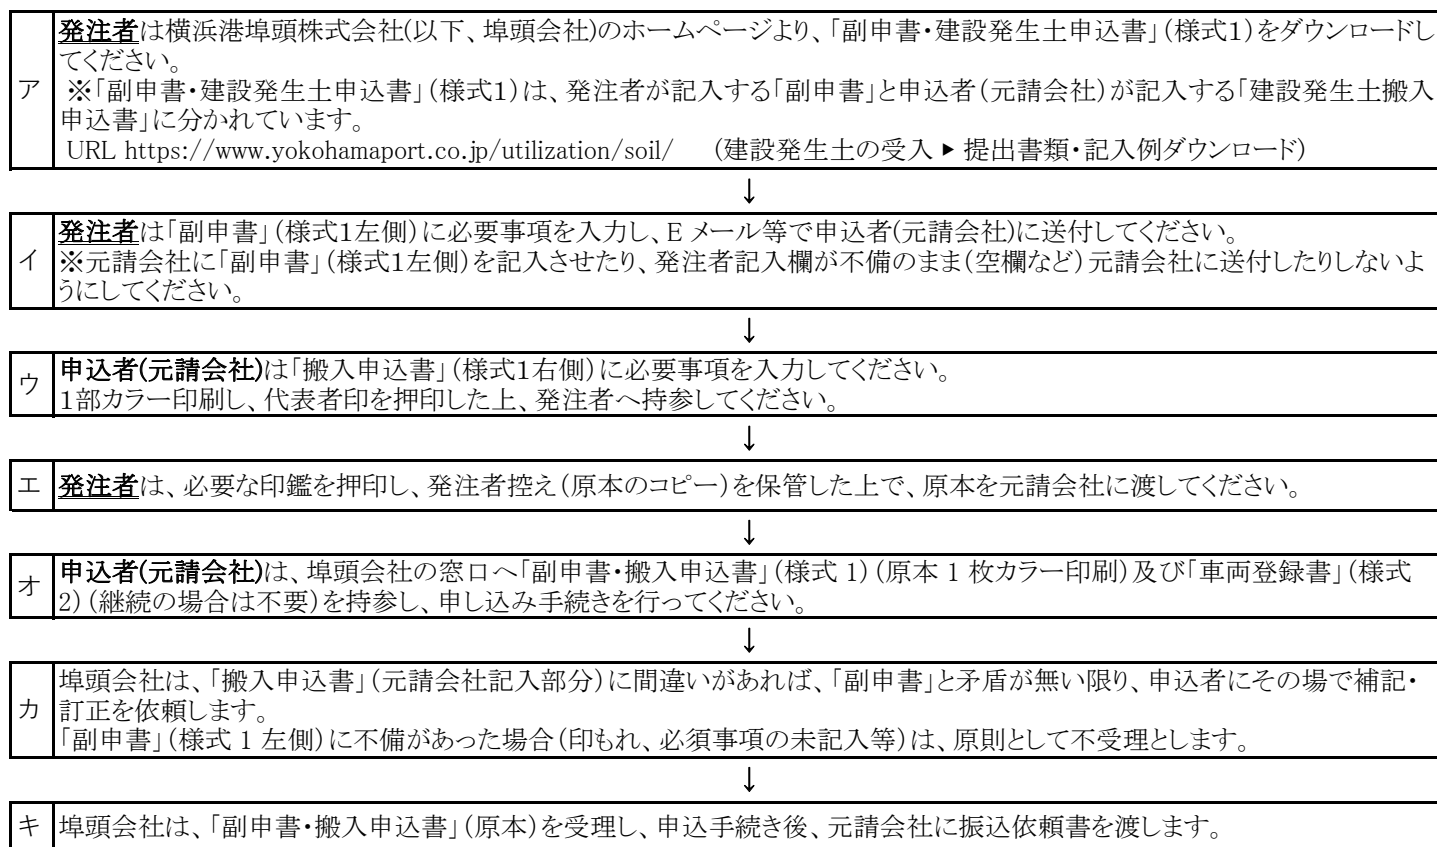 発注者は横浜港埠頭株式会社(以下、埠頭会社)のホームページより、「副申書・建設発生土申込書」(様式1)をダウンロードし
てください。
ア
※「副申書・建設発生土申込書」(様式1)は、発注者が記入する「副申書」と申込者(元請会社)が記入する「建設発生土搬入
申込書」に分かれています。
URL https://www.yokohamaport.co.jp/utilization/soil/ (建設発生土の受入▶提出書類・記入例ダウンロード)
↓
発注者は「副申書」(様式1左側)に必要事項を入力し、E メール等で申込者(元請会社)に送付してください。
イ
※元請会社に「副申書」(様式1左側)を記入させたり、発注者記入欄が不備のまま(空欄など)元請会社に送付したりしないよ
うにしてください。
↓
ウ
申込者(元請会社)は「搬入申込書」(様式1右側)に必要事項を入力してください。
1部カラー印刷し、代表者印を押印した上、発注者へ持参してください。
↓
エ
発注者は、必要な印鑑を押印し、発注者控え(原本のコピー)を保管した上で、原本を元請会社に渡してください。
↓
オ
申込者(元請会社)は、埠頭会社の窓口へ「副申書・搬入申込書」(様式 1)(原本 1 枚カラー印刷)及び「車両登録書」(様式
2)(継続の場合は不要)を持参し、申し込み手続きを行ってください。
↓
埠頭会社は、「搬入申込書」(元請会社記入部分)に間違いがあれば、「副申書」と矛盾が無い限り、申込者にその場で補記・
カ
訂正を依頼します。
「副申書」(様式 1 左側)に不備があった場合(印もれ、必須事項の未記入等)は、原則として不受理とします。
↓
キ
埠頭会社は、「副申書・搬入申込書」(原本)を受理し、申込手続き後、元請会社に振込依頼書を渡します。